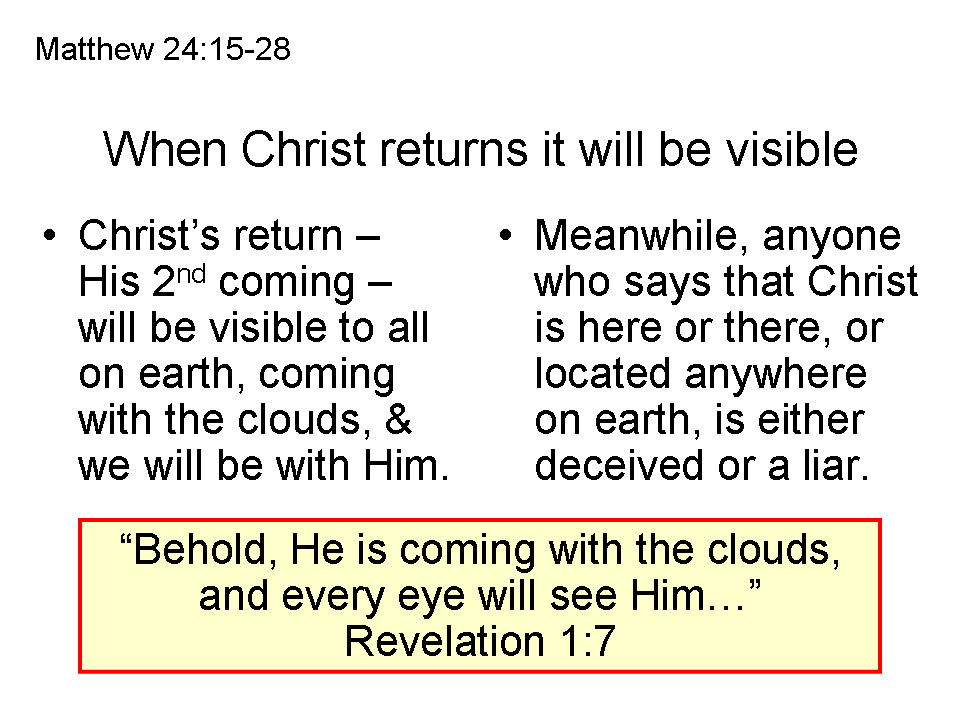 Matthew 24:15-28
When Christ returns it will be visible
• Christ’s return –
His 2nd coming –
will be visible to all
on earth, coming
with the clouds, &
we will be with Him.
• Meanwhile, anyone
who says that Christ
is here or there, or
located anywhere
on earth, is either
deceived or a liar.
“Behold, He is coming with the clouds,
and every eye will see Him…”
Revelation 1:7